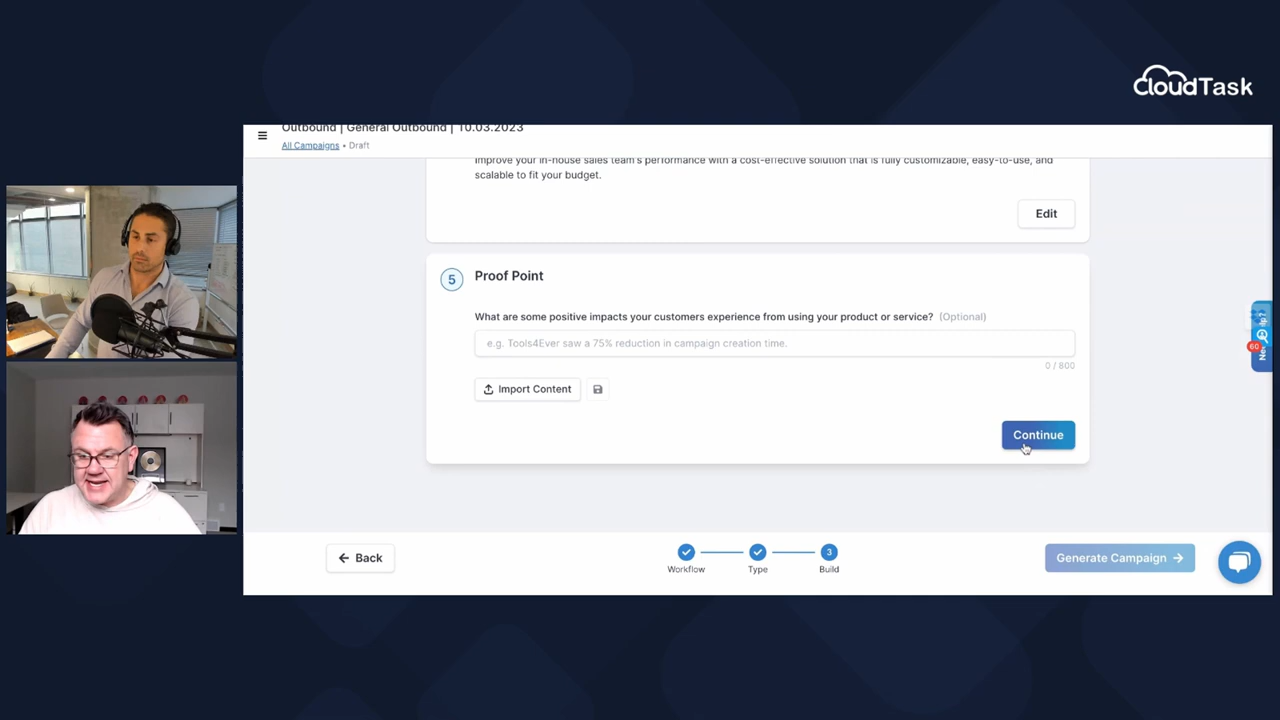 CloudTask
Outbound | General Outbound | 10.03.2023
All Campaigns • Draft
Improve your in-house sales team's performance with a cost-effective solution that is fully customizable, easy-to-use, and
scalable to fit your budget.
Edit
5
Proof Point
What are some positive impacts your customers experience from using your product or service? (Optional)
e.g. Tools4Ever saw a 75% reduction in campaign creation time.
0 / 800
Import Content
Continue
60
Back
3
Workflow
Type
Build
Generate Campaign